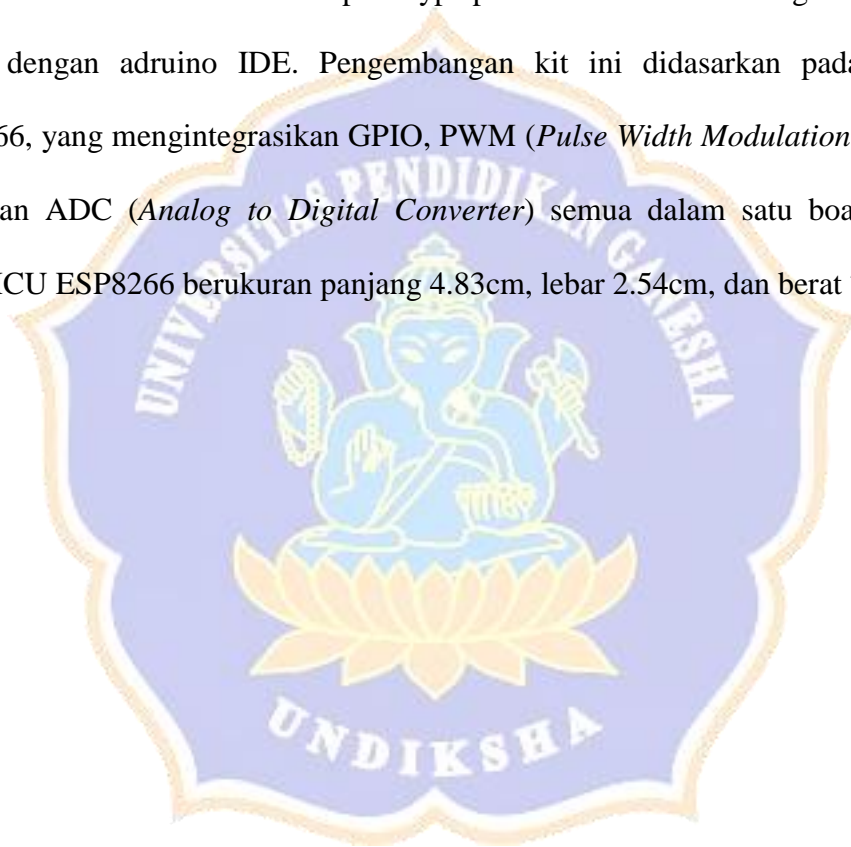 dengan adruino IDE. Pengembangan kit ini didasarkan pada
66, yang mengintegrasikan GPIO, PWM (Pulse Width Modulation
an ADC (Analog to Digital Converter) semua dalam satu boa
CU ESP8266 berukuran panjang 4.83cm, lebar 2.54cm, dan berat
UNIVERSITAS PENDIDIKAN GANESHA
UNDIKSHA